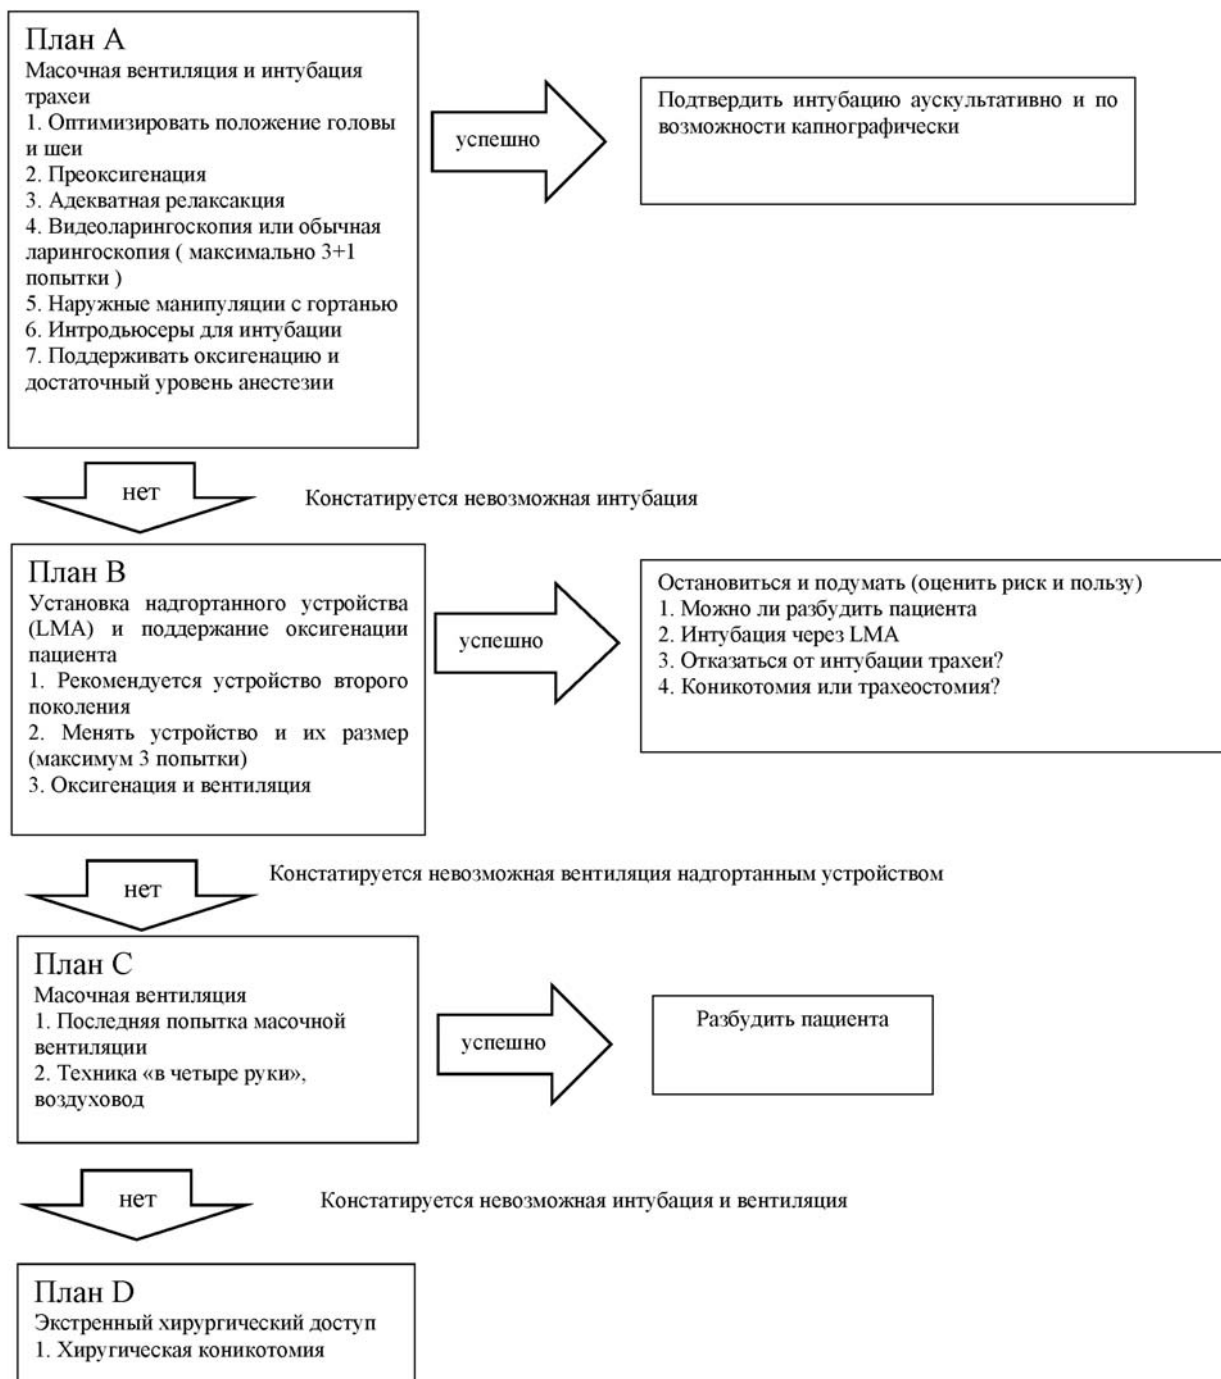 План A
Масочная вентиляция и интубация
трахеи
1. Оптимизировать положение головы
и шеи
2. Преоксигенация
3. Адекватная релаксакция
4. Видеоларингоскопия или обычная
ларингоскопия ( максимально 3+1
попытки )
5. Наружные манипуляции с гортанью
6. Интродьюсеры для интубации
7. Поддерживать оксигенацию и
достаточный уровень анестезии
успешно
Подтвердить интубацию аускультативно и по
возможности капнографически
нет
Констатируется невозможная интубация
План B
Установка надгортанного устройства
(LMA) и поддержание оксигенации
пациента
1. Рекомендуется устройство второго
поколения
2. Менять устройство и их размер
(максимум 3 попытки)
3. Оксигенация и вентиляция
успешно
Остановиться и подумать (оценить риск и пользу)
1. Можно ли разбудить пациента
2. Интубация через LMA
3. Отказаться от интубации трахеи?
4. Коникотомия или трахеостомия?
нет
Констатируется невозможная вентиляция надгортанным устройством
План C
Масочная вентиляция
1. Последняя попытка масочной
вентиляции
2. Техника «в четыре руки»,
воздуховод
успешно
Разбудить пациента
нет
Констатируется невозможная интубация и вентиляция
План D
Экстренный хирургический доступ
1. Хиругическая коникотомия